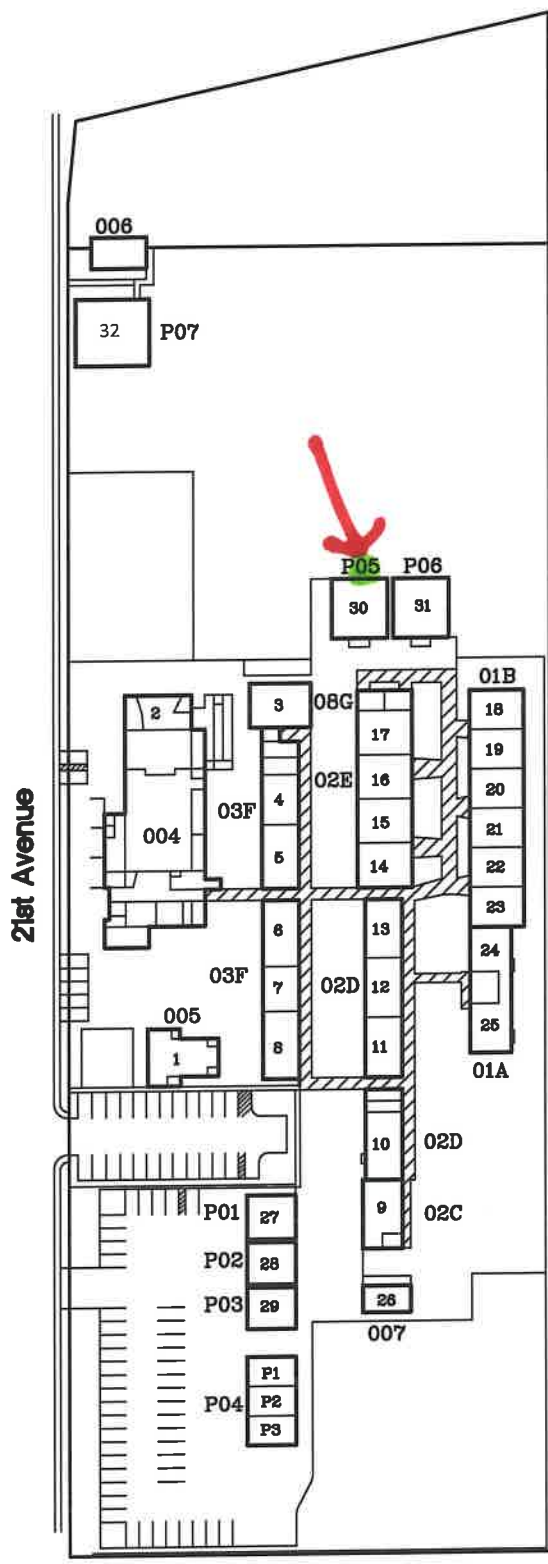 006
32 P07
P05 P06
30 31
01B
3 08G 18
2
17 19
02E 16 20
03F 4
004 15 21
5 14 22
23
21st Avenue
6 13 24
03F 7 02D 12
005
8 11 25
1
01A
10 02D
P01 27 9 02C
P02 28
P03 29 26
007
P1
P04 P2
P3